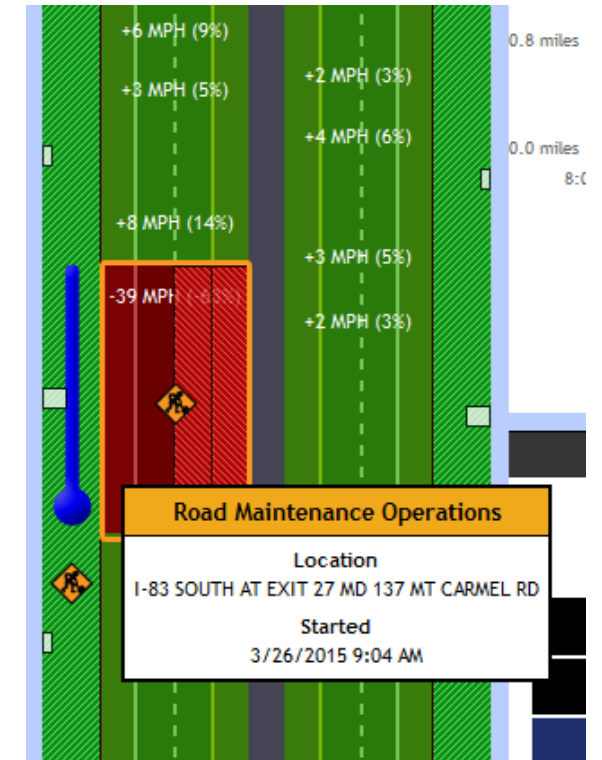 +6 MPH (9%)
0.8 miles
+2 MPH (3%)
+3 MPH (5%)
+4 MPH (6%)
0.0 miles
+8 MPH (14%)
+3 MPH (5%)
-39 MPH (-63%)
+2 MPH (3%)
Road Maintenance Operations
Location
I-83 SOUTH AT EXIT 27 MD 137 MT CARMEL RD
Started
3/26/2015 9:04 AM